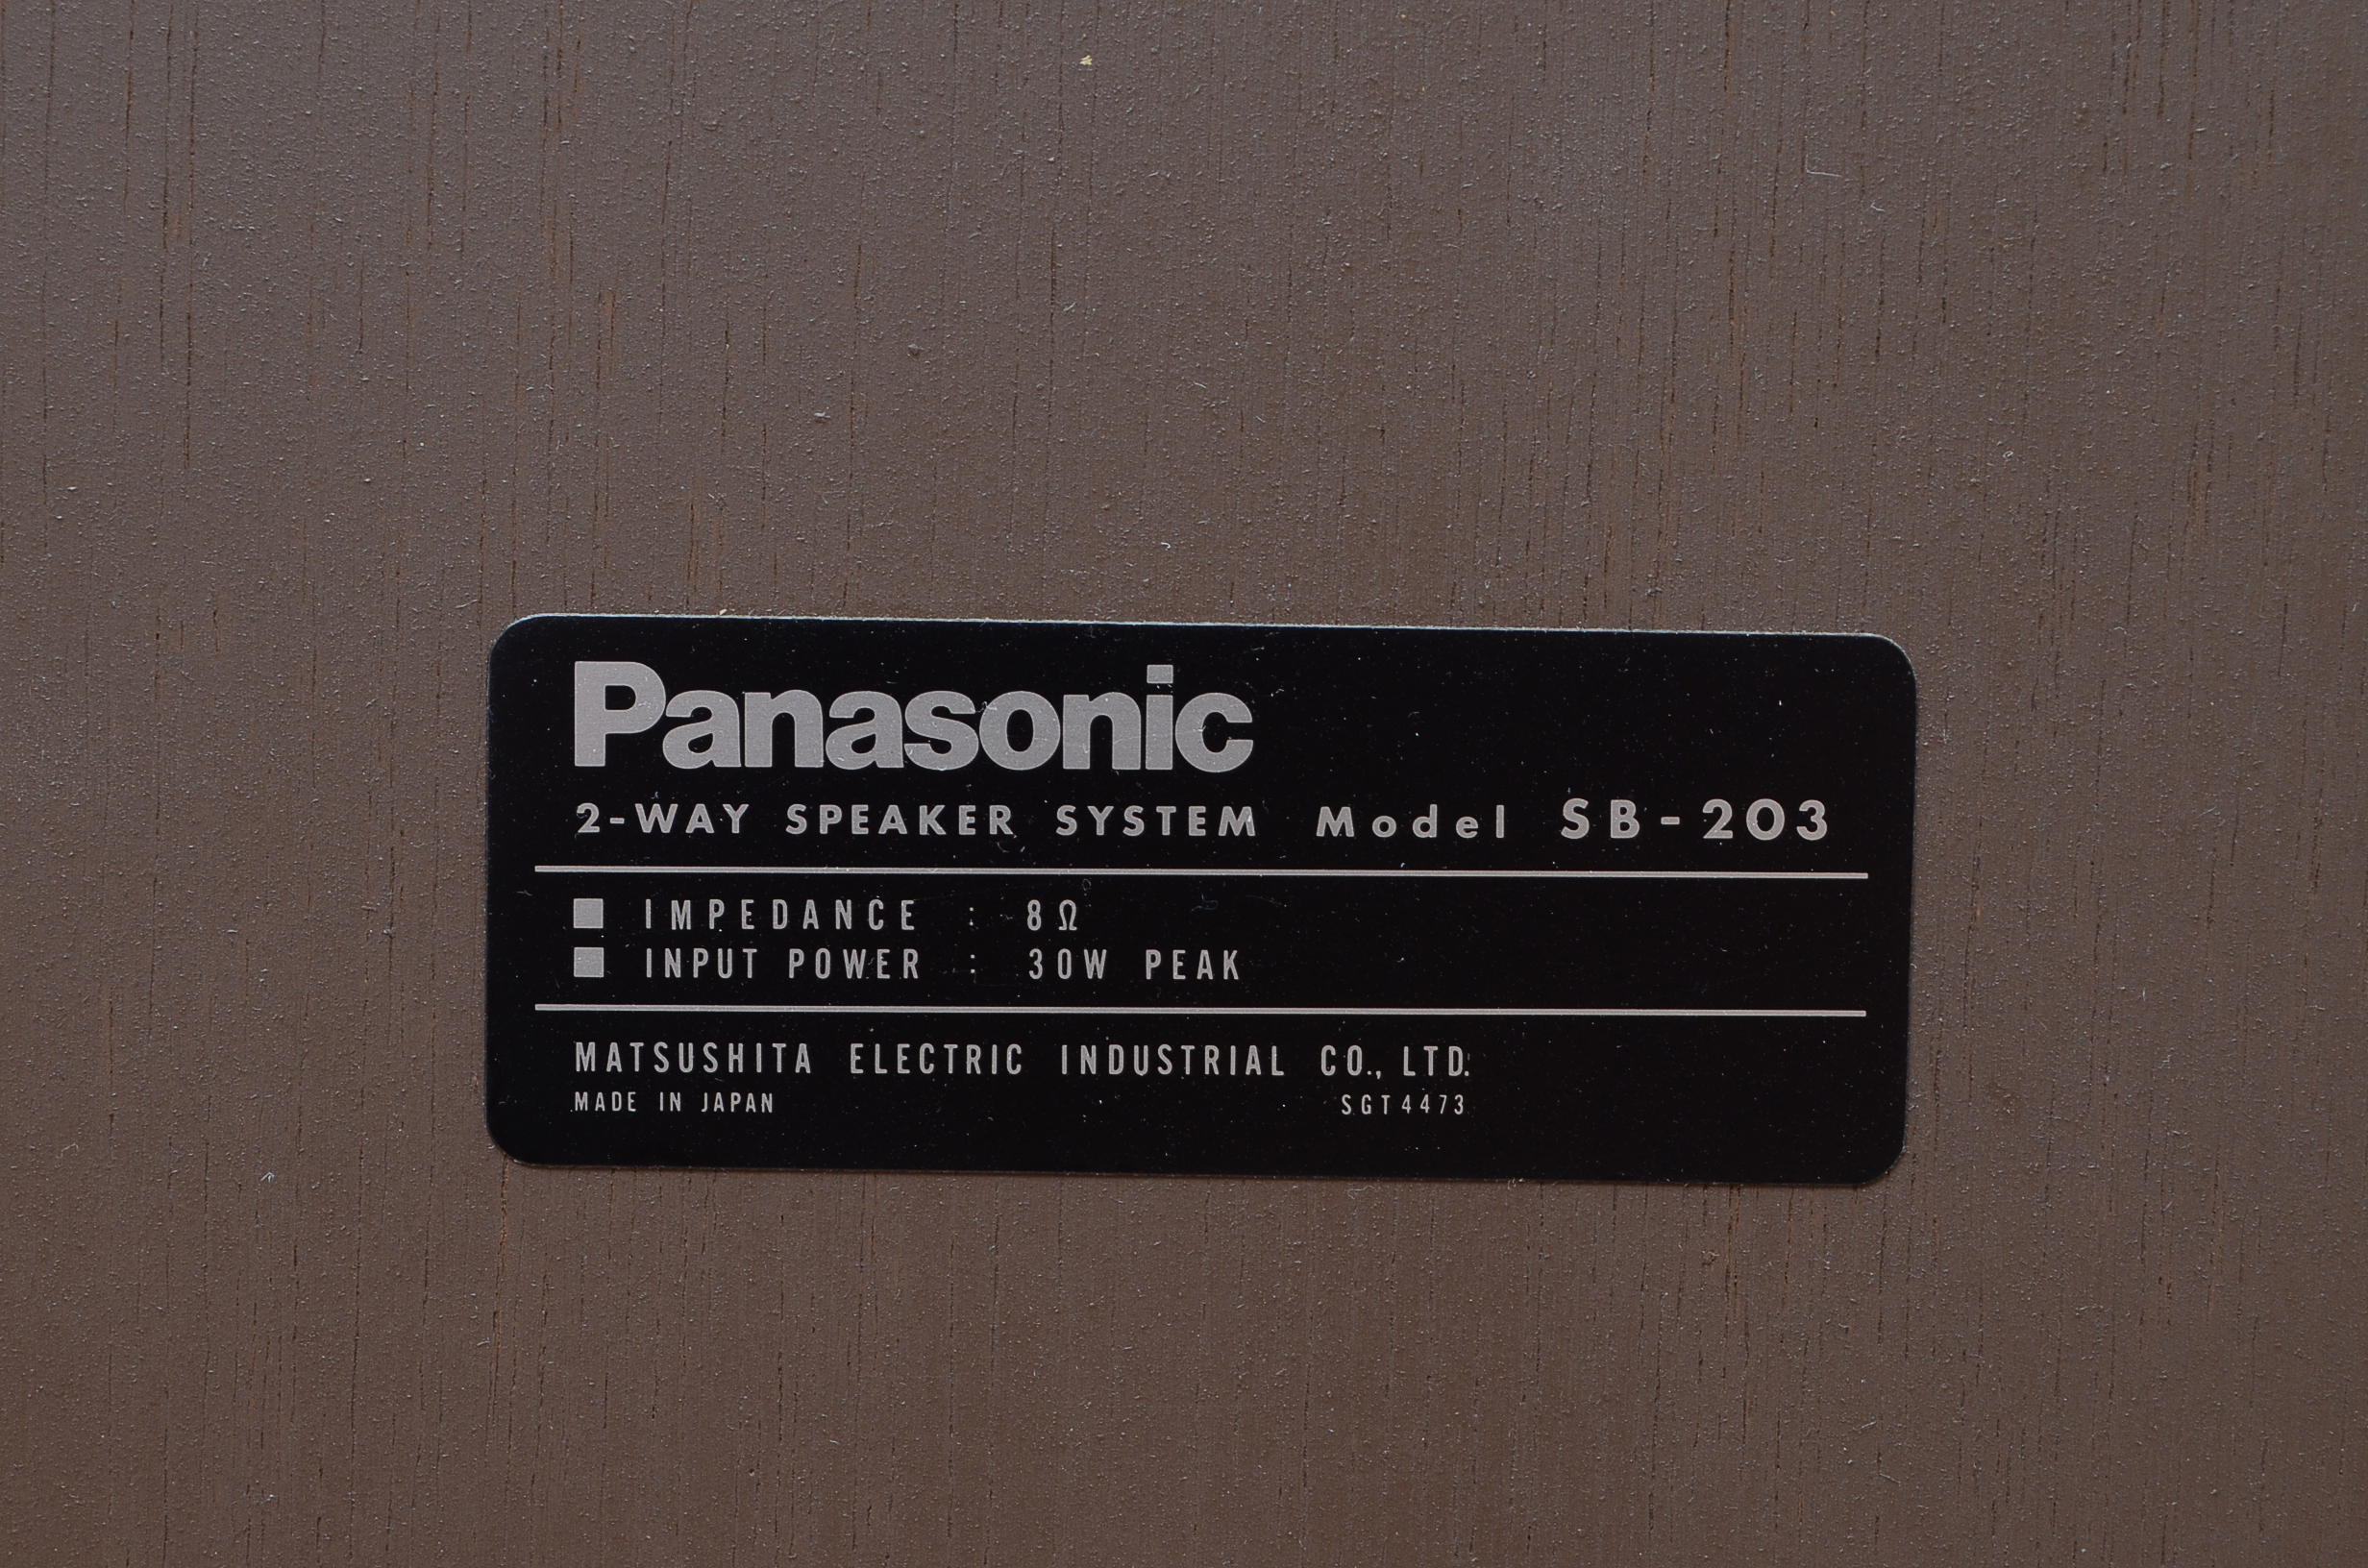 Panasonic
2-WAY SPEAKER SYSTEM Model SB-203
■ IMPEDANCE : 8Ω
■ INPUT POWER : 30W PEAK
MATSUSHITA ELECTRIC INDUSTRIAL CO., LTD.
MADE IN JAPAN SGT4473